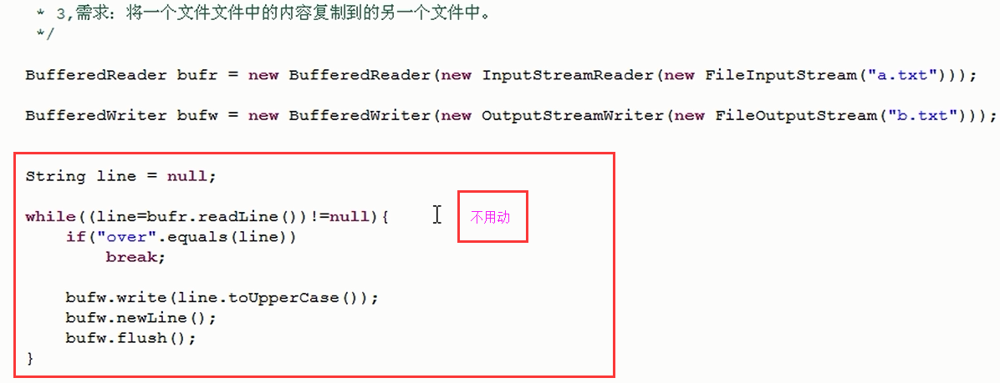 * 3,需求：将一个文件文件中的内容复制到的另一个文件中。
*/
BufferedReader bufr = new BufferedReader(new InputStreamReader(new FileInputStream("a.txt")));
BufferedWriter bufw = new BufferedWriter(new OutputStreamWriter(new FileOutputStream("b.txt")));
String line = null;
while((line=bufr.readLine())!=null){
不用动
if("over".equals(line))
break;
bufw.write(line.toUpperCase());
bufw.newLine();
bufw.flush();
}